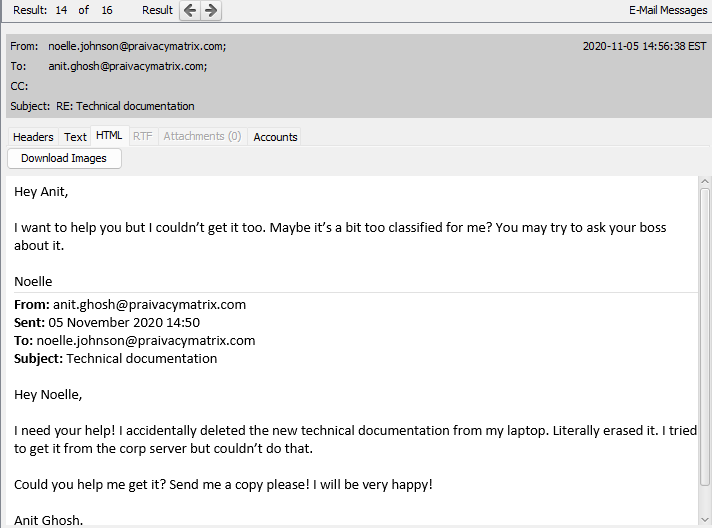 Result: 14 of 16 Result E-Mail Messages
From: noelle.johnson@praivacymatrix.com; 2020-11-05 14:56:38 EST
To: anit.ghosh@praivacymatrix.com;
CC:
Subject: RE: Technical documentation
Headers Text HTML RTF Attachments (0) Accounts
Download Images
Hey Anit,
I want to help you but I couldn't get it too. Maybe it's a bit too classified for me? You may try to ask your boss
about it.
Noelle
From: anit.ghosh@praivacymatrix.com
Sent: 05 November 2020 14:50
To: noelle.johnson@praivacymatrix.com
Subject: Technical documentation
Hey Noelle,
I need your help! I accidentally deleted the new technical documentation from my laptop. Literally erased it. I tried
to get it from the corp server but couldn't do that.
Could you help me get it? Send me a copy please! I will be very happy!
Anit Ghosh.